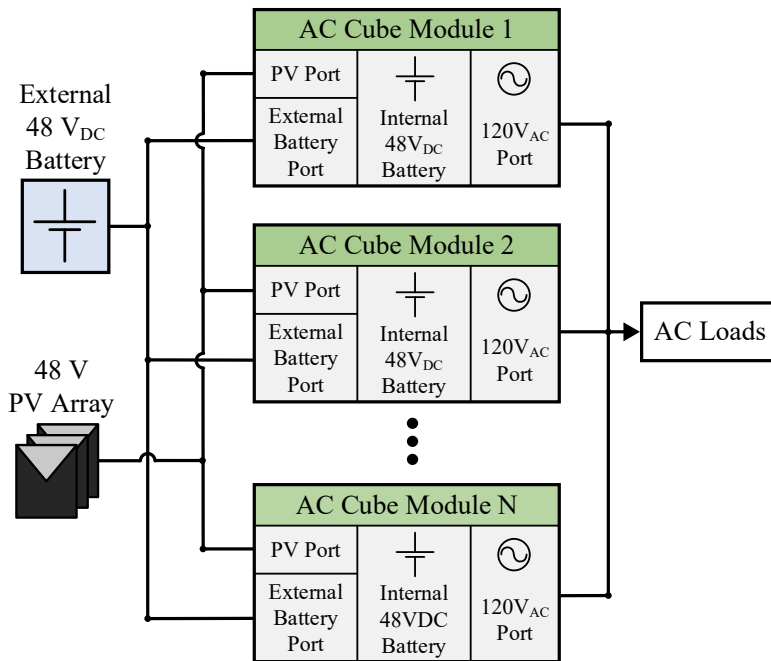 External
48 V_DC
Battery
48 V
PV Array
AC Cube Module 1
PV Port
External
Battery
Port
Internal
48V_DC
Battery
120V_AC
Port
AC Cube Module 2
PV Port
External
Battery
Port
Internal
48V_DC
Battery
120V_AC
Port
AC Cube Module N
PV Port
External
Battery
Port
Internal
48VDC
Battery
120V_AC
Port
AC Loads